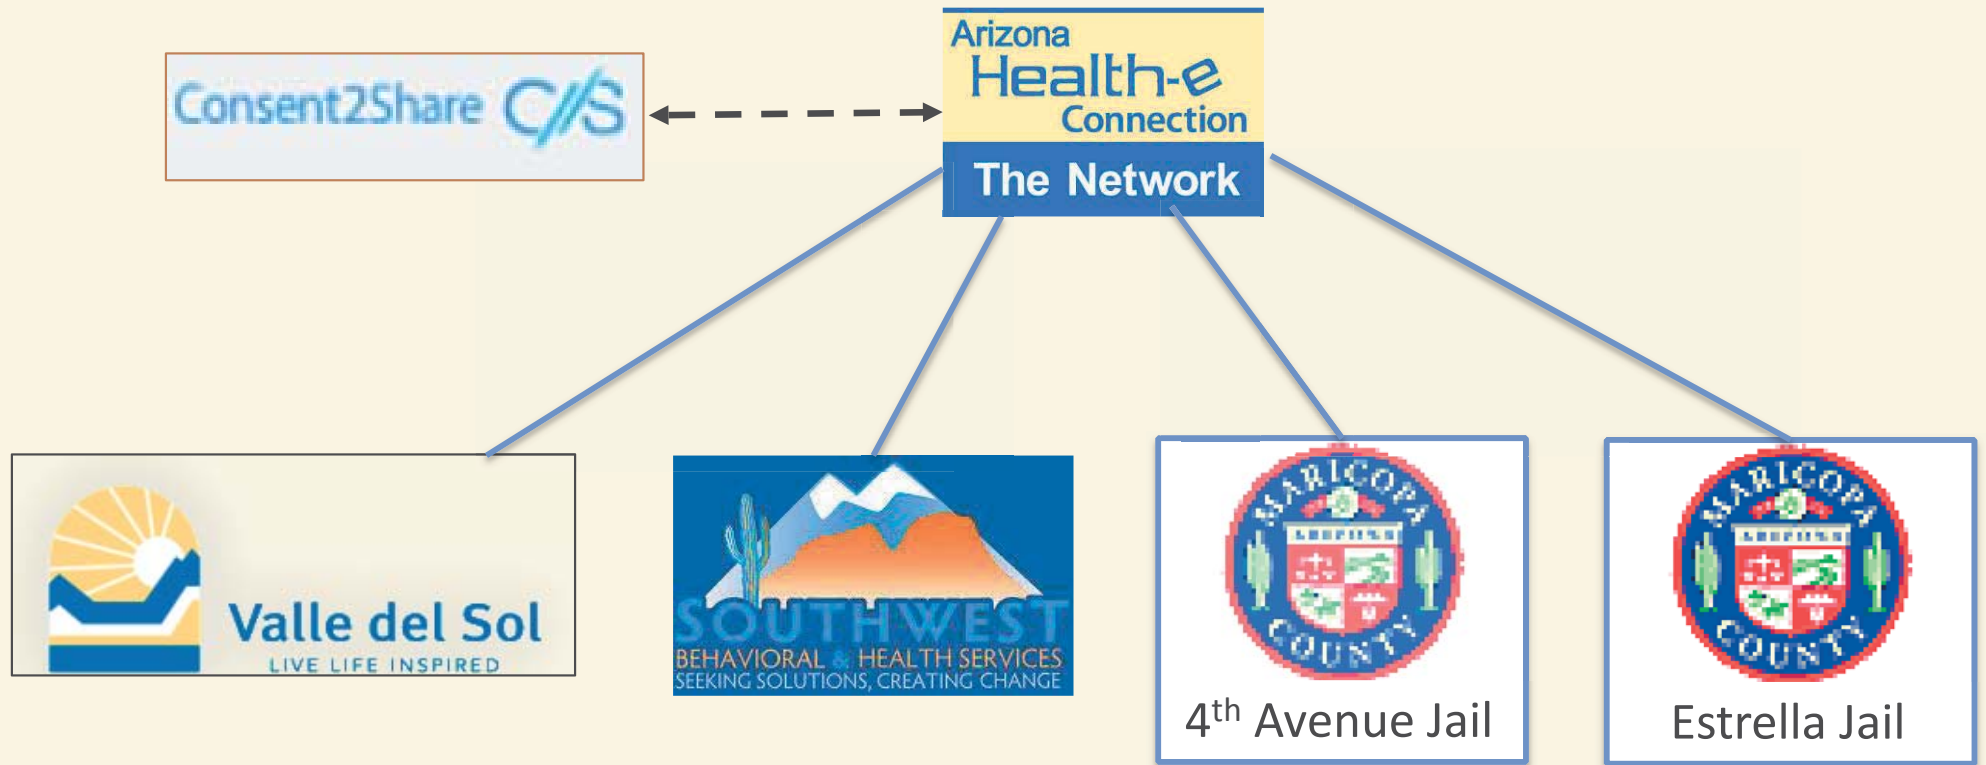 Consent2Share C//S
Arizona
Health-e
Connection
The Network
Valle del Sol
LIVE LIFE INSPIRED
SOUTHWEST
BEHAVIORAL & HEALTH SERVICES
SEEKING SOLUTIONS, CREATING CHANGE
MARICOPA
COUNTY
4th Avenue Jail
MARICOPA
COUNTY
Estrella Jail